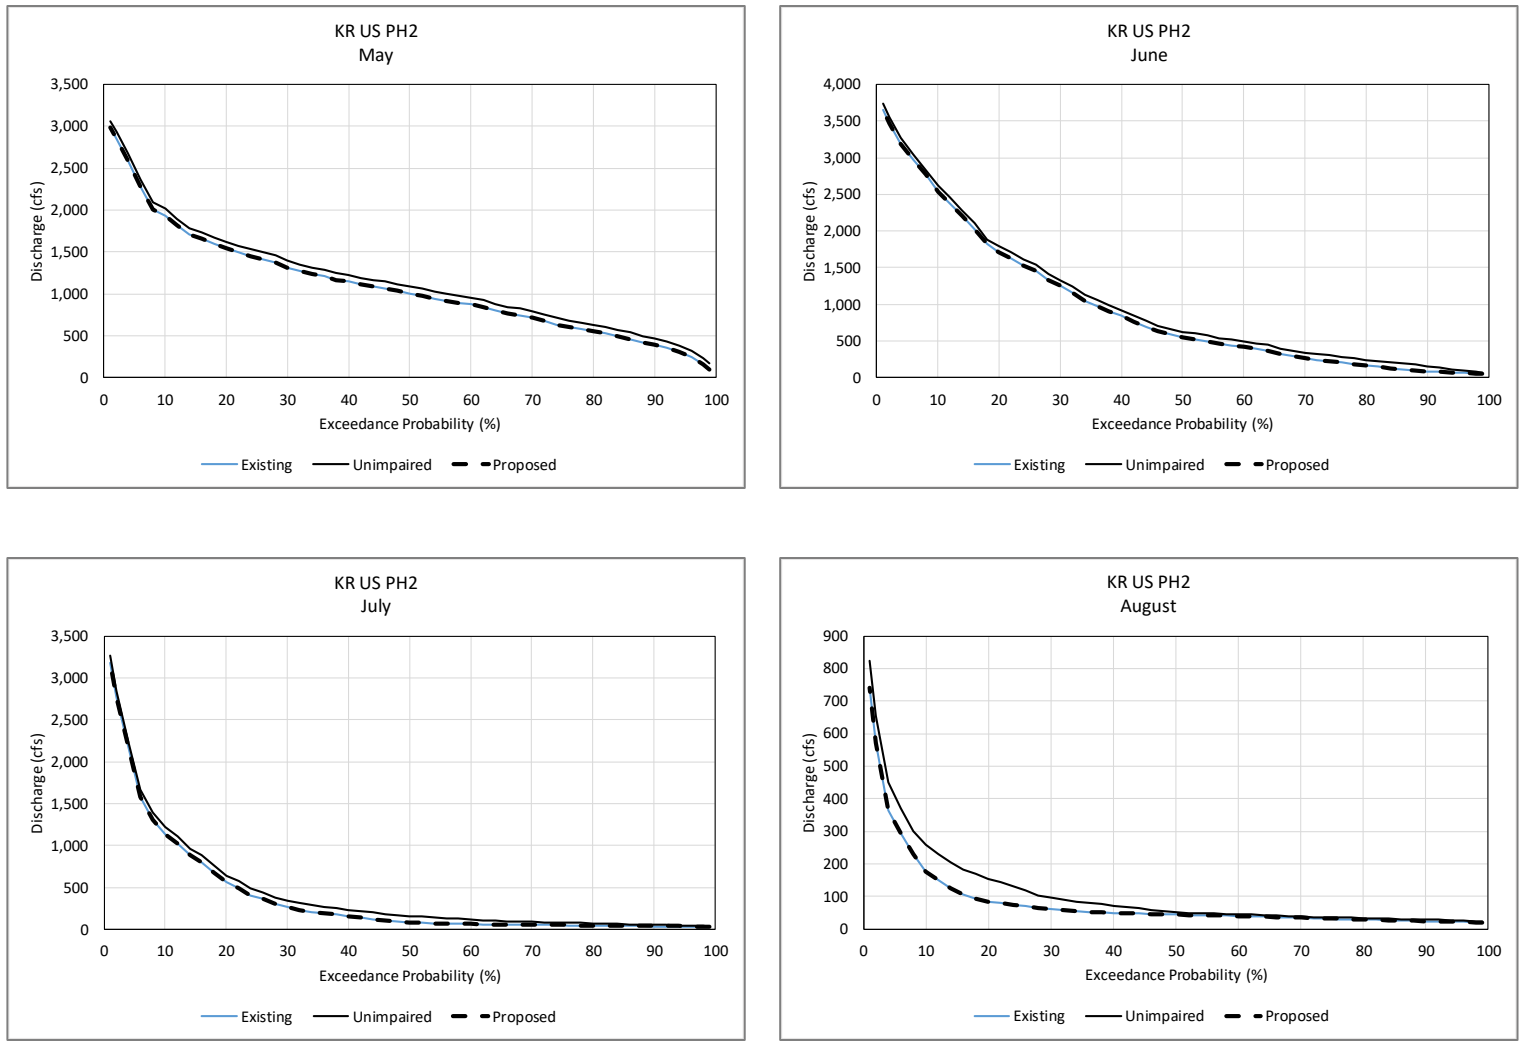 KR US PH2
May
3,500
3,000
2,500
2,000
1,500
1,000
500
0
Discharge (cfs)
0 10 20 30 40 50 60 70 80 90 100
Exceedance Probability (%)
Existing Unimpaired Proposed
KR US PH2
June
4,000
3,500
3,000
2,500
2,000
1,500
1,000
500
0
Discharge (cfs)
0 10 20 30 40 50 60 70 80 90 100
Exceedance Probability (%)
Existing Unimpaired Proposed
KR US PH2
July
3,500
3,000
2,500
2,000
1,500
1,000
500
0
Discharge (cfs)
0 10 20 30 40 50 60 70 80 90 100
Exceedance Probability (%)
Existing Unimpaired Proposed
KR US PH2
August
900
800
700
600
500
400
300
200
100
0
Discharge (cfs)
0 10 20 30 40 50 60 70 80 90 100
Exceedance Probability (%)
Existing Unimpaired Proposed